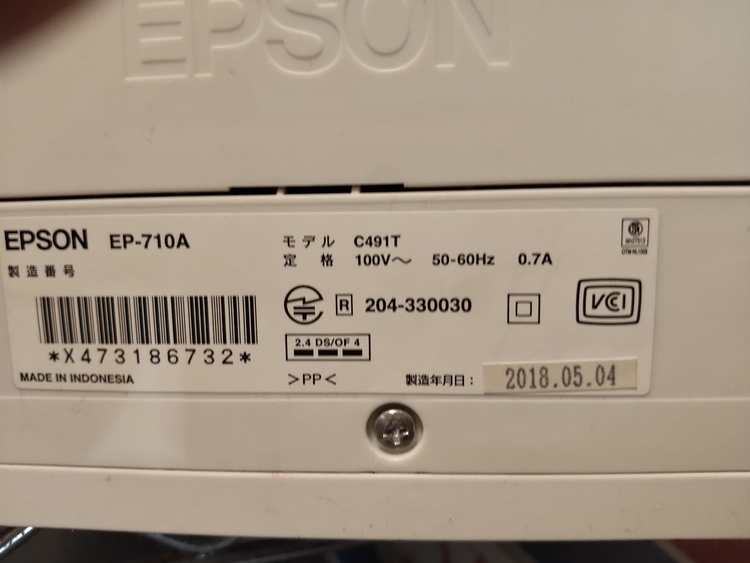 EPSON
EPSON EP-710A
製造番号
*X473186732*
MADE IN INDONESIA
モデル C491T
定格 100V～ 50-60Hz 0.7A
R 204-330030
2.4 DS/OF 4
>PP<
製造年月日： 2018.05.04
VCCI